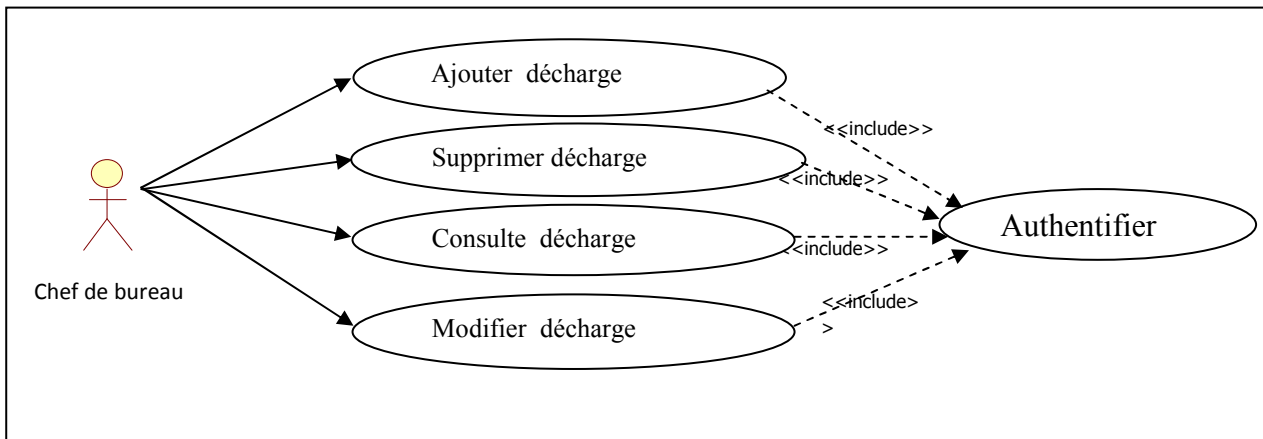 Ajouter décharge
<<include>>
Supprimer décharge
<<include>>
Authentifier
Consulte décharge
<<include>>
Chef de bureau
Modifier décharge
<<include>
>